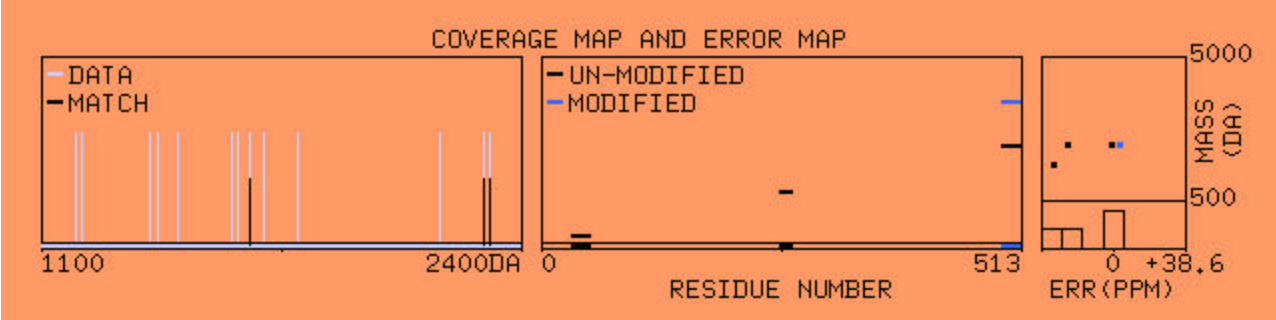 COVERAGE MAP AND ERROR MAP
DATA
MATCH
1100
2400DA
UN-MODIFIED
MODIFIED
0
513
RESIDUE NUMBER
5000
500
MASS
(DA)
0
+38.6
ERR(PPM)